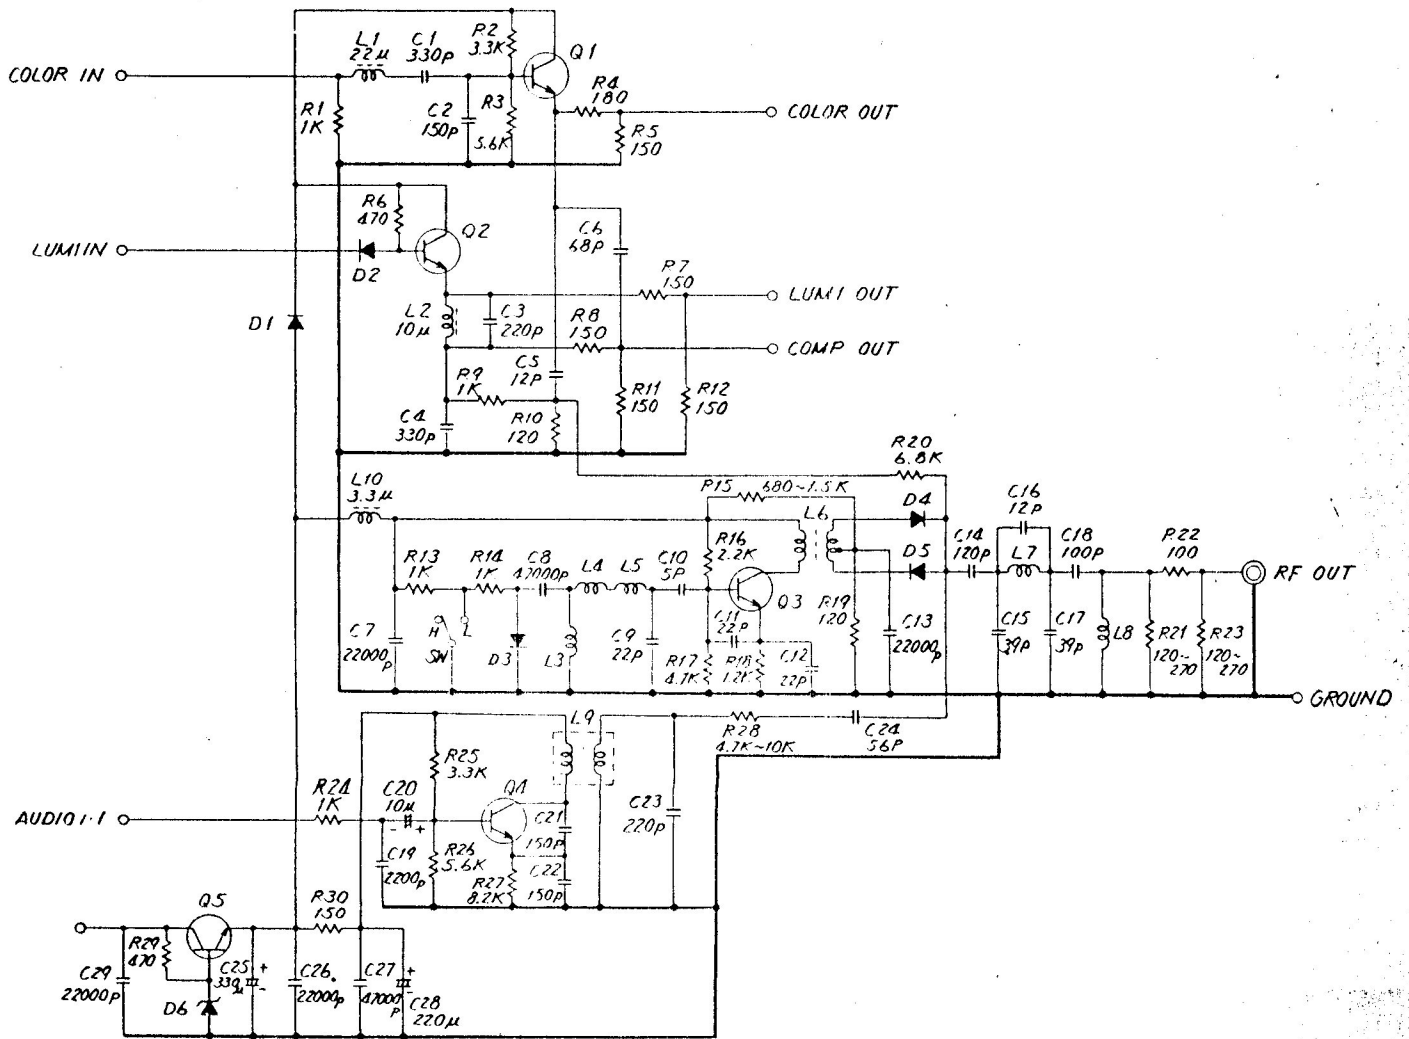 L1
22μ
C1
330p
R2
3.3K
Q1
COLOR IN
R4
180
COLOR OUT
R1
1K
C2
150p
R3
5.6K
R5
150
R6
470
Q2
C6
68P
LUMI IN
D2
R7
150
LUMI OUT
D1
L2
10μ
C3
220p
R8
150
COMP OUT
C5
12P
R9
1K
R11
150
R12
150
C4
330p
R10
120
R20
6.8K
L10
3.3μ
R15
680~1.5K
L6
D4
C16
12p
R13
1K
R14
1K
C8
47000p
L4
L5
C10
5P
R16
2.2K
D5
C14
120p
L7
C18
100p
R22
100
RF OUT
Q3
C7
22000p
H
SW
L
D3
L3
C9
22p
C11
22p
R17
4.7K
R18
1.2K
C12
22p
R19
120
C13
22000p
C15
39p
C17
39p
L8
R21
120~
270
R23
120~
270
GROUND
L9
R28
4.7K~10K
C24
56P
R25
3.3K
R24
1K
C20
10μ
Q4
C21
150p
C23
220p
AUDIO
- +
C19
2200p
R26
5.6K
R27
8.2K
C22
150p
Q5
R30
150
R29
470
C29
22000p
D6
C25
330μ
+
-
C26
22000p
C27
47000p
+
-
C28
220μ